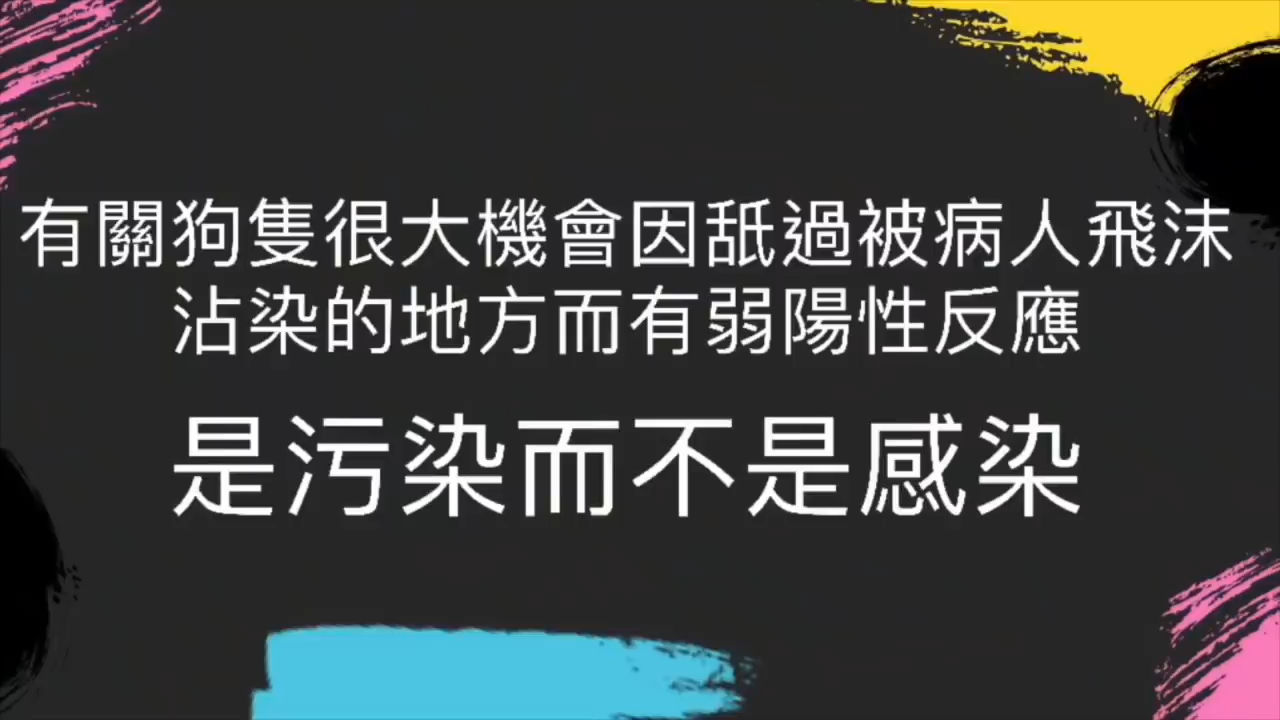 有關狗隻很大機會因舐過被病人飛沫
沾染的地方而有弱陽性反應
是污染而不是感染